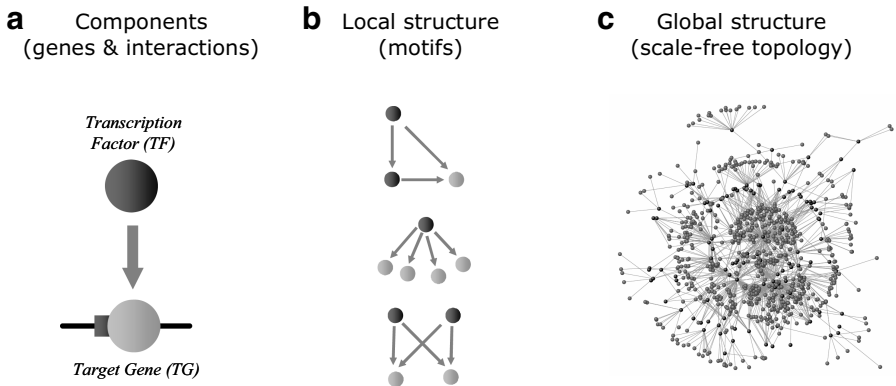 a Components
(genes & interactions)
Transcription
Factor (TF)
Target Gene (TG)
b Local structure
(motifs)
c Global structure
(scale-free topology)